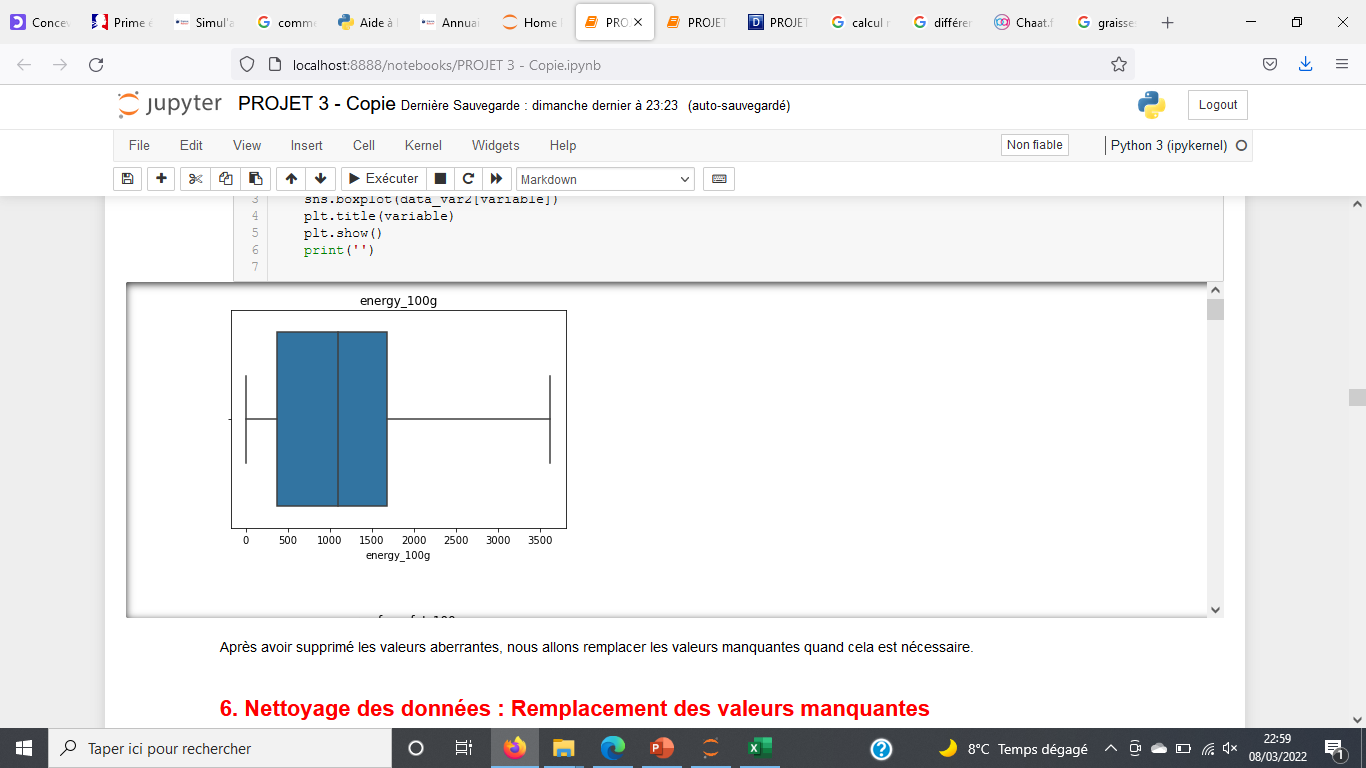 Concev Prime é Simul'a comme Aide à l Annuai Home PRO. PROJET PROJET calcul r différer Chaat.f graisse
localhost:8888/notebooks/PROJET 3 - Copie.ipynb
jupyter PROJET 3 - Copie Dernière Sauvegarde : dimanche dernier à 23:23 (auto-sauvegardé) Logout
File Edit View Insert Cell Kernel Widgets Help Non fiable Python 3 (ipykernel)
Exécuter Markdown
3 sns.boxplot(data_var2[variable])
4 plt.title(variable)
5 plt.show()
6 print('')
7
energy_100g
0 500 1000 1500 2000 2500 3000 3500
energy_100g
Après avoir supprimé les valeurs aberrantes, nous allons remplacer les valeurs manquantes quand cela est nécessaire.
6. Nettoyage des données : Remplacement des valeurs manquantes
Taper ici pour rechercher 8°C Temps dégagé 22:59
08/03/2022 1